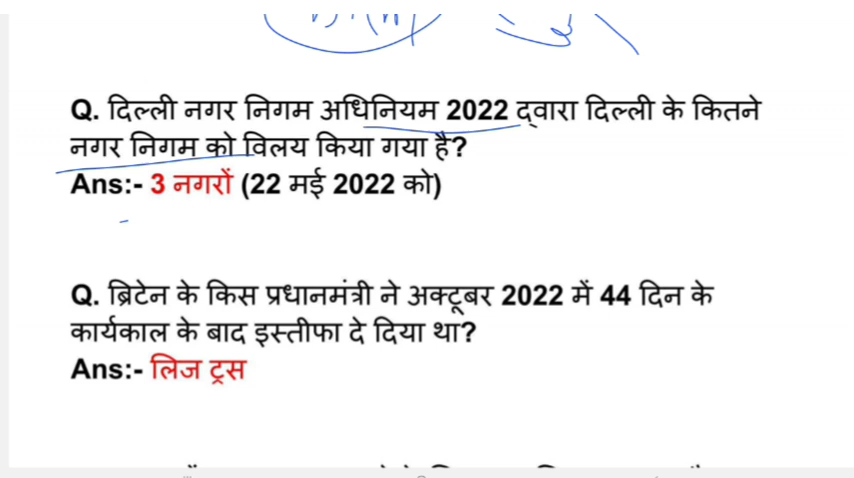 Q. दिल्ली नगर निगम अधिनियम 2022 द्वारा दिल्ली के कितने
नगर निगम को विलय किया गया है?
Ans:- 3 नगरों (22 मई 2022 को)
Q. ब्रिटेन के किस प्रधानमंत्री ने अक्टूबर 2022 में 44 दिन के
कार्यकाल के बाद इस्तीफा दे दिया था?
Ans:- लिज ट्रस